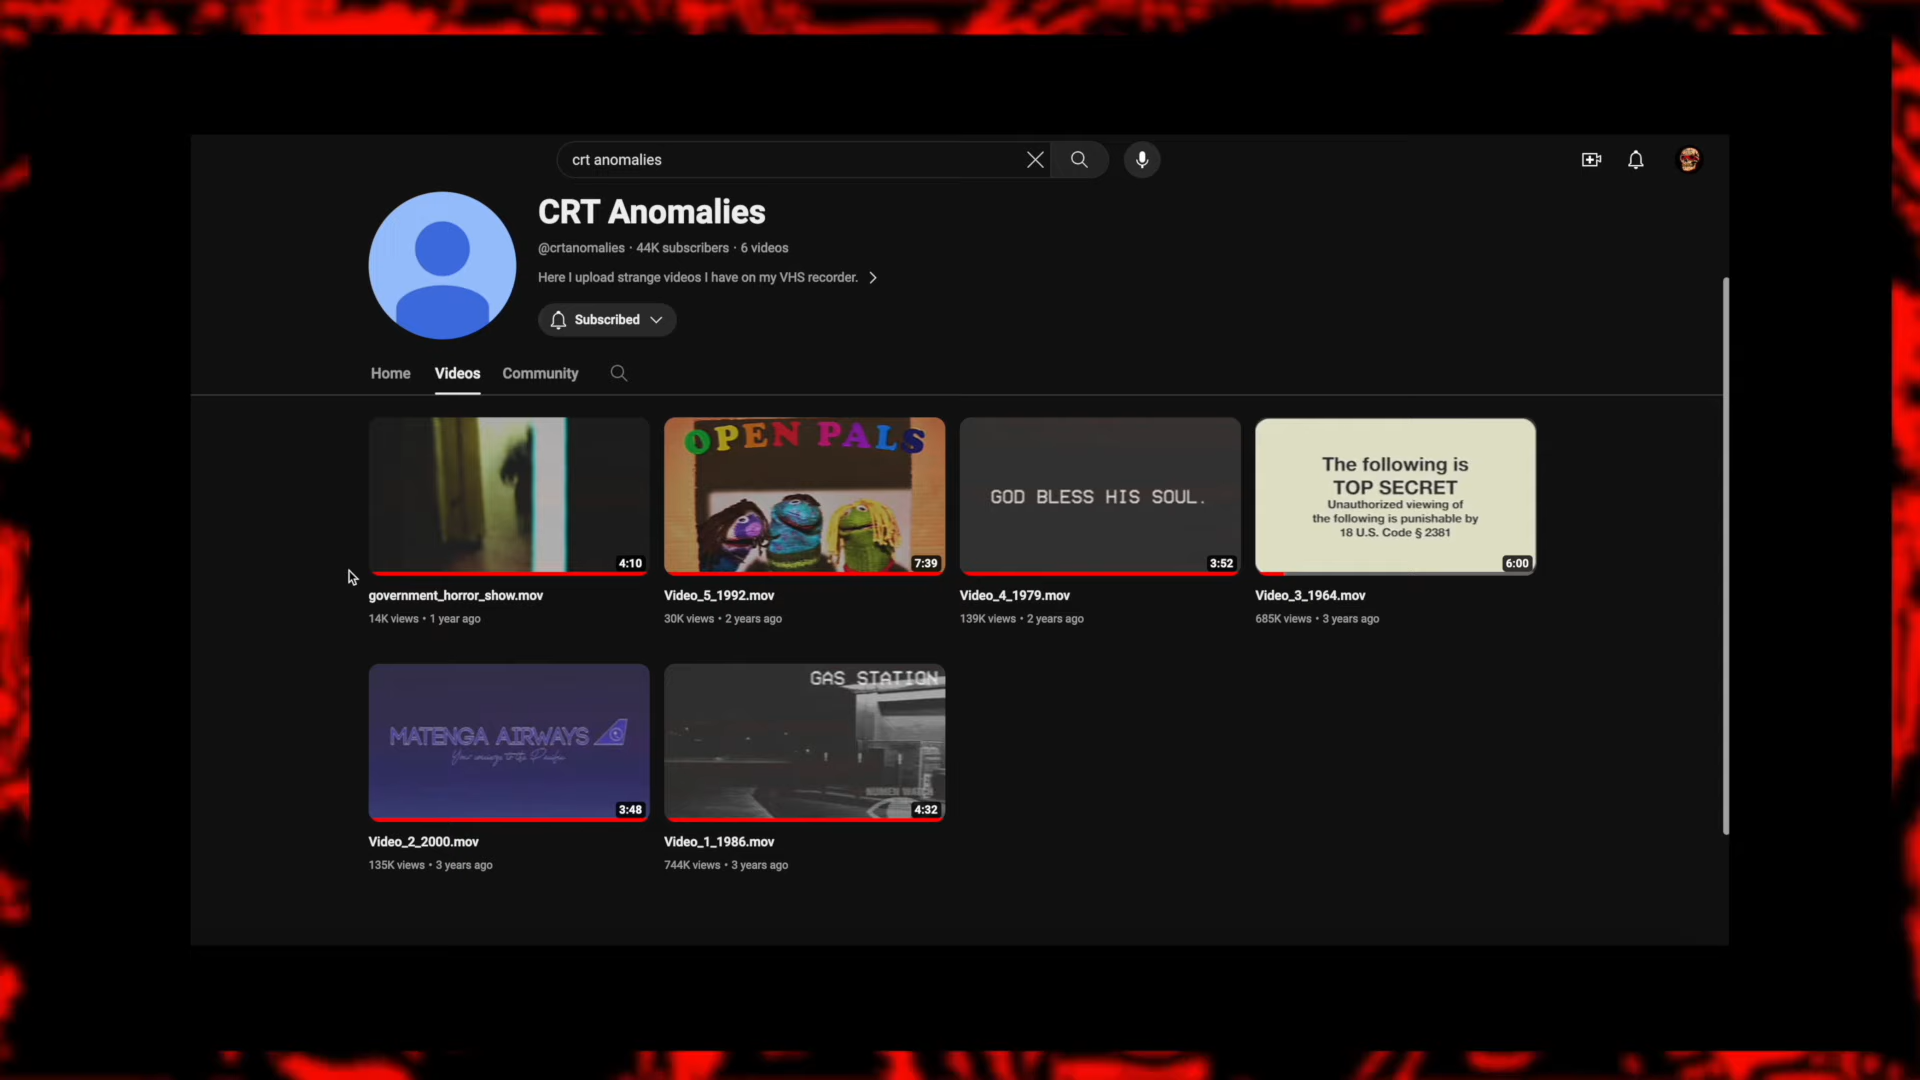 crt anomalies
CRT Anomalies
@crtanomalies · 44K subscribers · 6 videos
Here I upload strange videos I have on my VHS recorder.
Subscribed
Home
Videos
Community
OPEN PALS
GOD BLESS HIS SOUL.
The following is
TOP SECRET
Unauthorized viewing of
the following is punishable by
18 U.S. Code § 2381
4:10
7:39
3:52
6:00
government_horror_show.mov
14K views • 1 year ago
Video_5_1992.mov
30K views • 2 years ago
Video_4_1979.mov
139K views • 2 years ago
Video_3_1964.mov
685K views • 3 years ago
MATENGA AIRWAYS
3:48
GAS STATION
4:32
Video_2_2000.mov
135K views • 3 years ago
Video_1_1986.mov
744K views • 3 years ago